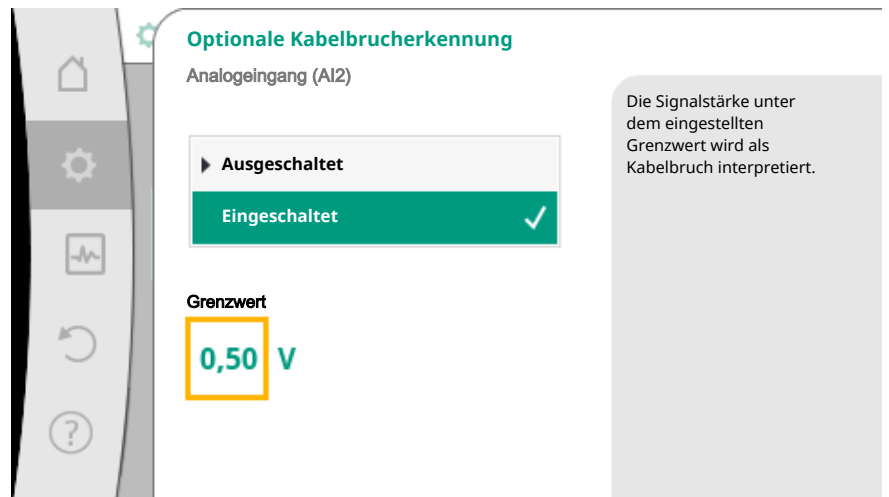 Optionale Kabelbrucherkennung
Analogeingang (AI2)
Ausgeschaltet
Eingeschaltet
Grenzwert
0,50 V
Die Signalstärke unter
dem eingestellten
Grenzwert wird als
Kabelbruch interpretiert.
?